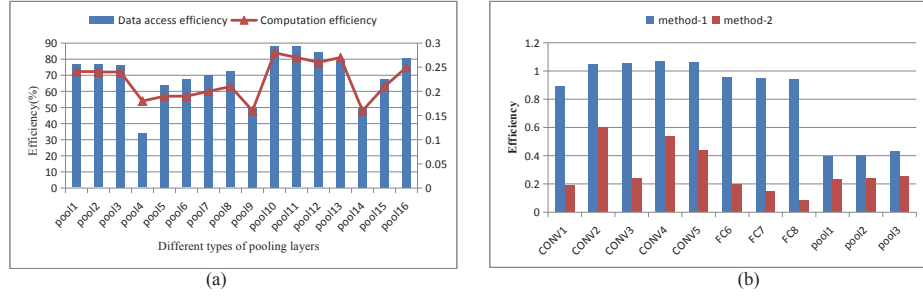 Data access efficiency
Computation efficiency
Efficiency(%)
90
80
70
60
50
40
30
20
10
0
0.3
0.25
0.2
0.15
0.1
0.05
0
pool1
pool2
pool3
pool4
pool5
pool6
pool7
pool8
pool9
pool10
pool11
pool12
pool13
pool14
pool15
pool16
Different types of pooling layers
(a)
method-1
method-2
Efficiency
1.2
1
0.8
0.6
0.4
0.2
0
CONV1
CONV2
CONV3
CONV4
CONV5
FC6
FC7
FC8
pool1
pool2
pool3
(b)